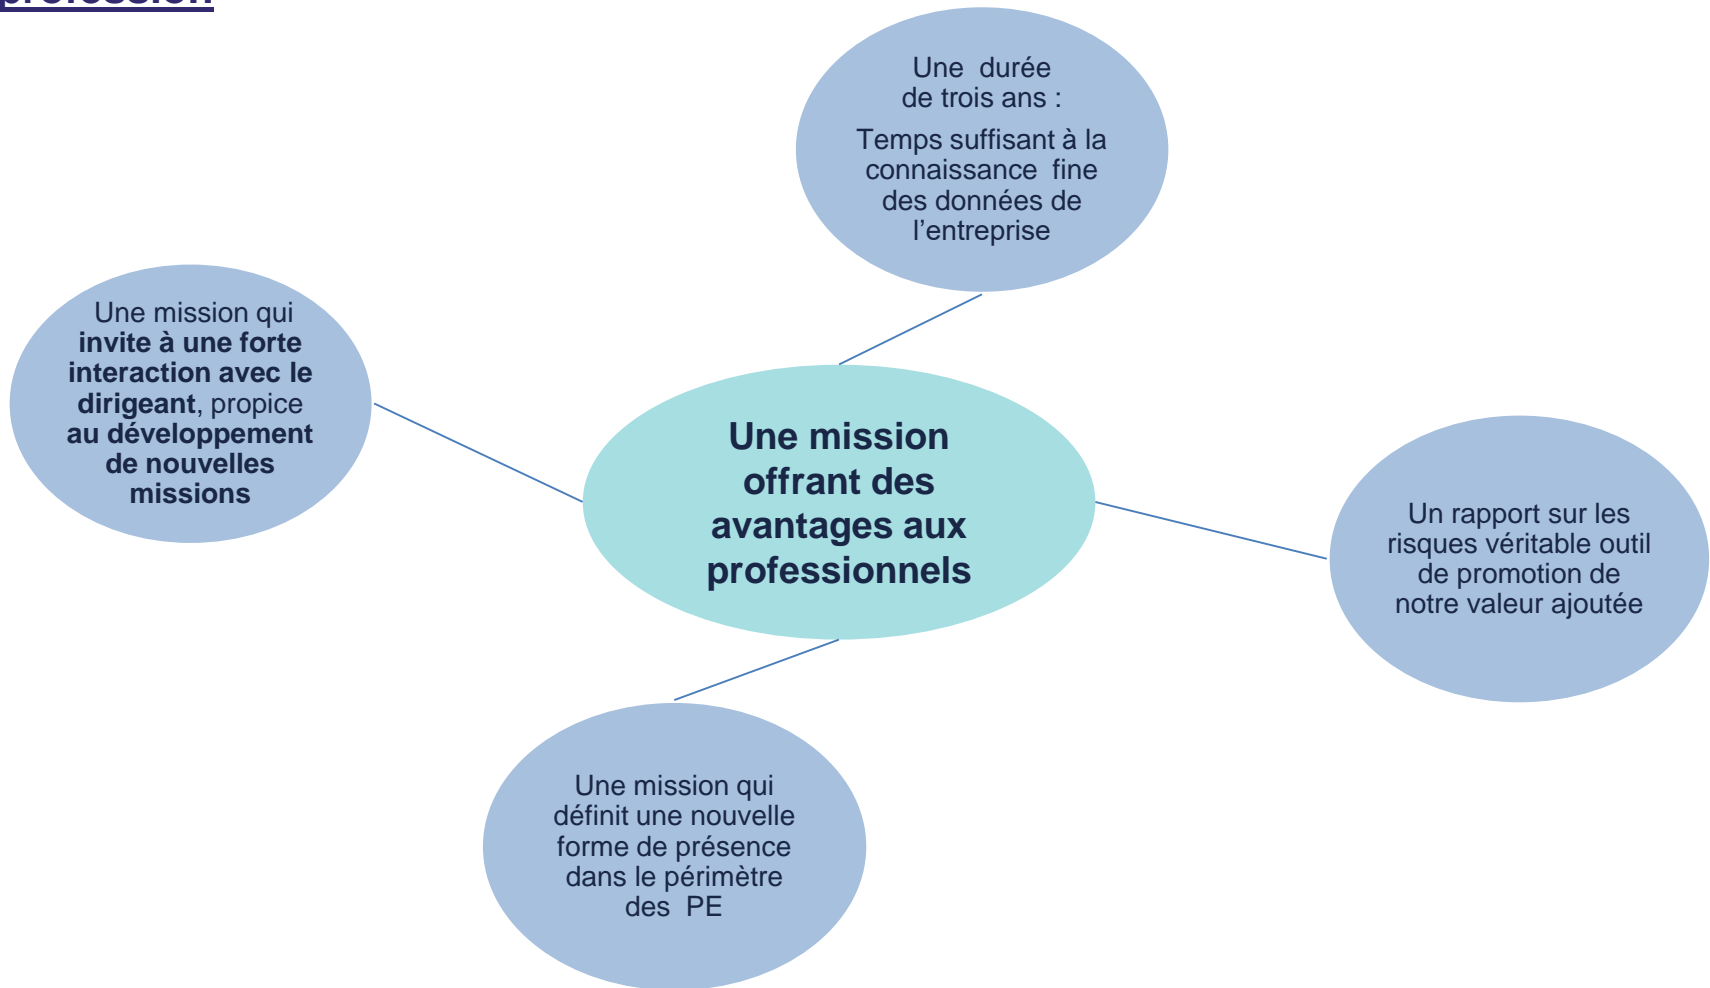 profession
Une durée
de trois ans :
Temps suffisant à la
connaissance fine
des données de
l’entreprise
Une mission qui
invite à une forte
interaction avec le
dirigeant, propice
au développement
de nouvelles
missions
Une mission
offrant des
avantages aux
professionnels
Un rapport sur les
risques véritable outil
de promotion de
notre valeur ajoutée
Une mission qui
définit une nouvelle
forme de présence
dans le périmètre
des PE